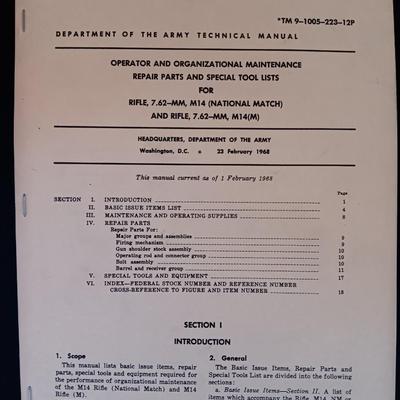 *TM 9-1005-223-12P
DEPARTMENT OF THE ARMY TECHNICAL MANUAL
OPERATOR AND ORGANIZATIONAL MAINTENANCE
REPAIR PARTS AND SPECIAL TOOL LISTS
FOR
RIFLE, 7.62-MM, M14 (NATIONAL MATCH)
AND RIFLE, 7.62-MM, M14(M)
HEADQUARTERS, DEPARTMENT OF THE ARMY
Washington, D.C. • 23 February 1968
This manual current as of 1 February 1968
Page
SECTION I. INTRODUCTION 1
II. BASIC ISSUE ITEMS LIST 4
III. MAINTENANCE AND OPERATING SUPPLIES 8
IV. REPAIR PARTS
Repair Parts For:
Major groups and assemblies 9
Firing mechanism 9
Gun shoulder stock assembly 10
Operating rod and connector group 10
Bolt assembly 10
Barrel and receiver group 11
V. SPECIAL TOOLS AND EQUIPMENT 17
VI. INDEX—FEDERAL STOCK NUMBER AND REFERENCE NUMBER
CROSS-REFERENCE TO FIGURE AND ITEM NUMBER 18
SECTION I
INTRODUCTION
1. Scope
This manual lists basic issue items, repair
parts, special tools and equipment required for
the performance of organizational maintenance
of the M14 Rifle (National Match) and M14
Rifle (M).
2. General
The Basic Issue Items, Repair Parts and
Special Tools List are divided into the following
sections:
a. Basic Issue Items—Section II. A list of
items which accompany the Rifle M14 NM or